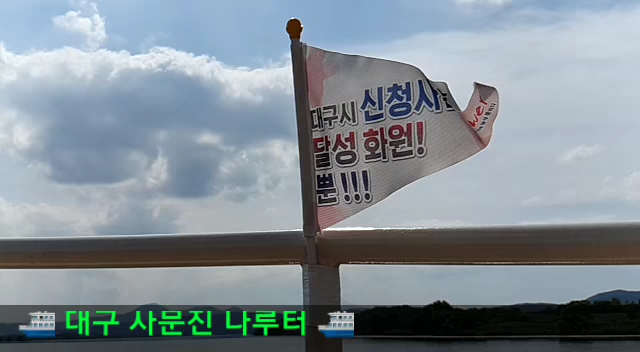 대구시 신청사는
달성 화원!
뿐!!!
wer
대구 사문진 나루터